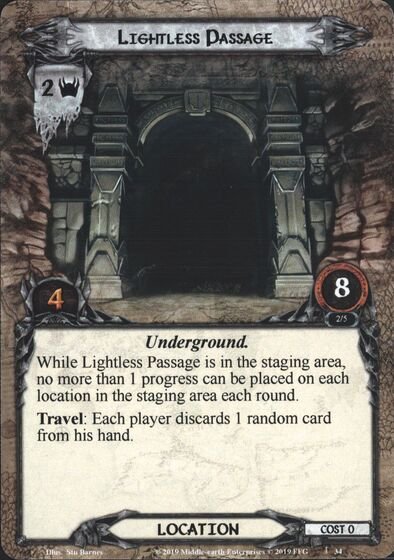 LIGHTLESS PASSAGE
2
4
8
2/5
Underground.
While Lightless Passage is in the staging area,
no more than 1 progress can be placed on each
location in the staging area each round.
Travel: Each player discards 1 random card
from his hand.
LOCATION
COST 0
Illus. Stu Barnes
© 2019 Middle-earth Enterprises © 2019 FFG
34